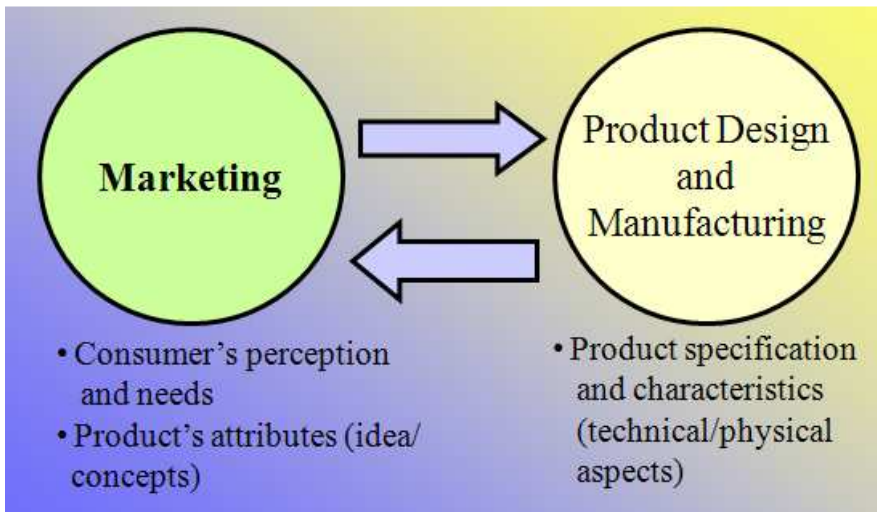 Marketing
Product Design
and
Manufacturing
• Consumer's perception
and needs
• Product's attributes (idea/
concepts)
• Product specification
and characteristics
(technical/physical
aspects)